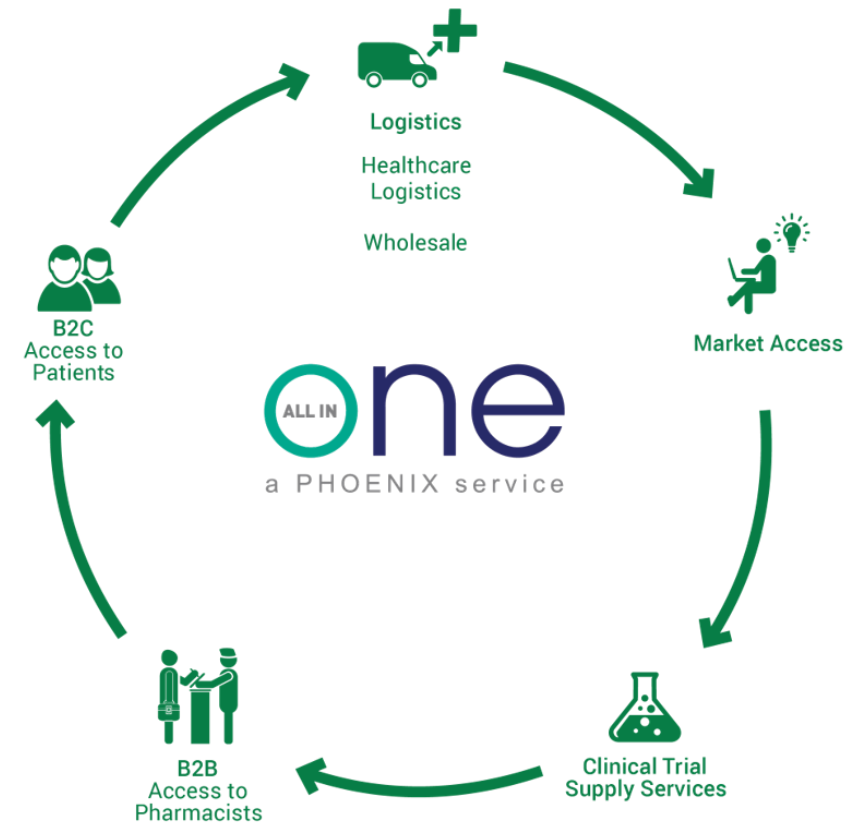 Logistics
Healthcare
Logistics
Wholesale
Market Access
Clinical Trial
Supply Services
B2B
Access to
Pharmacists
B2C
Access to
Patients
ALL IN one
a PHOENIX service